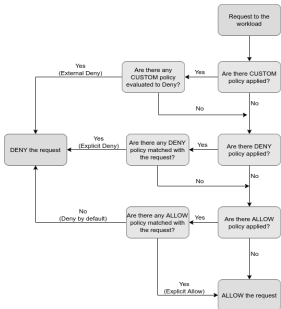 Request to the
workload
Yes
(External Deny)
Are there any
CUSTOM policy
evaluated to Deny?
Yes
Are there CUSTOM
policy applied?
No
No
DENY the request
Yes
(Explicit Deny)
Are there any DENY
policy matched with
the request?
Yes
Are there DENY
policy applied?
No
No
No
(Deny by default)
Are there any ALLOW
policy matched with
the request?
Yes
Are there ALLOW
policy applied?
No
Yes
(Explicit Allow)
ALLOW the request